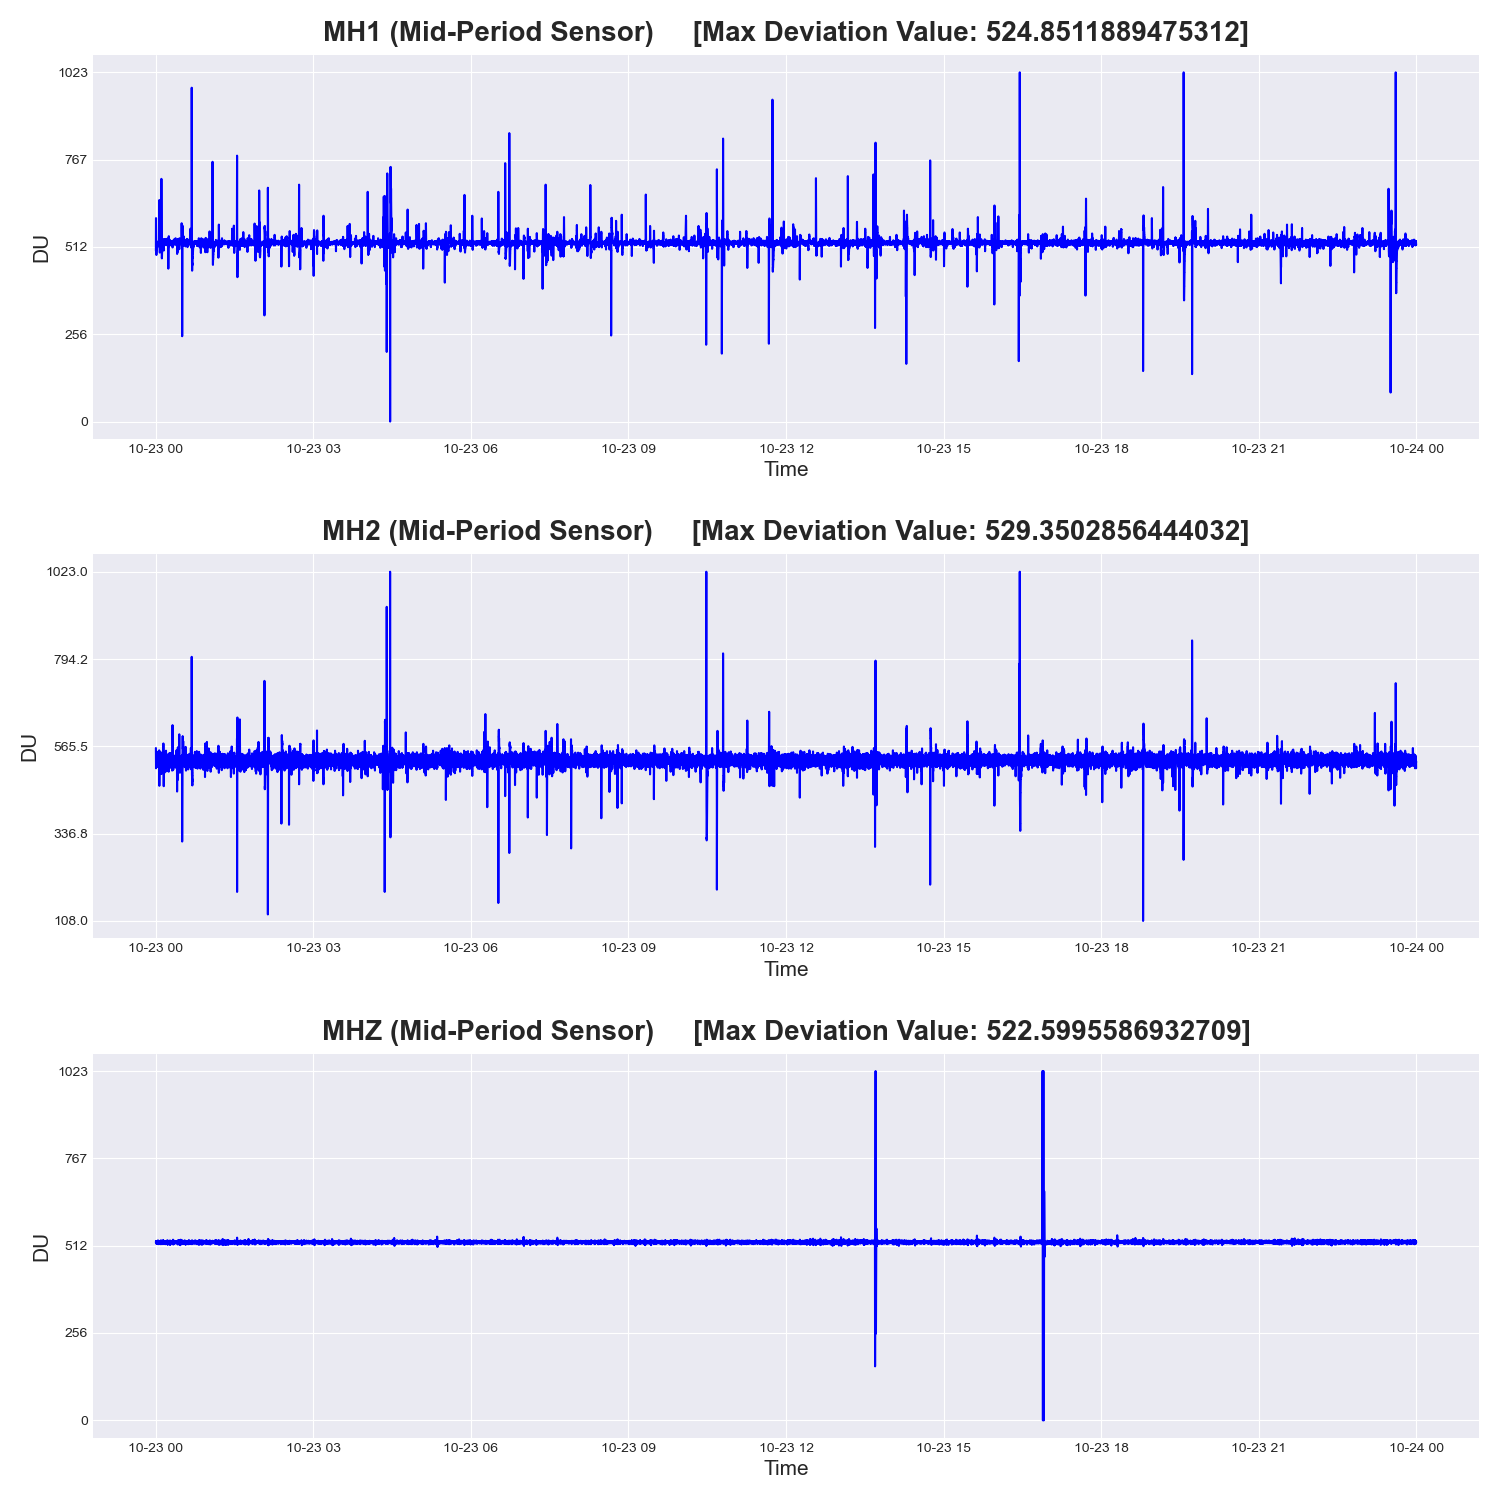 MH1 (Mid-Period Sensor) [Max Deviation Value: 524.8511889475312]
1023
767
512
256
0
DU
10-23 00 10-23 03 10-23 06 10-23 09 10-23 12 10-23 15 10-23 18 10-23 21 10-24 00
Time
MH2 (Mid-Period Sensor) [Max Deviation Value: 529.3502856444032]
1023.0
794.2
565.5
336.8
108.0
DU
10-23 00 10-23 03 10-23 06 10-23 09 10-23 12 10-23 15 10-23 18 10-23 21 10-24 00
Time
MHZ (Mid-Period Sensor) [Max Deviation Value: 522.5995586932709]
1023
767
512
256
0
DU
10-23 00 10-23 03 10-23 06 10-23 09 10-23 12 10-23 15 10-23 18 10-23 21 10-24 00
Time